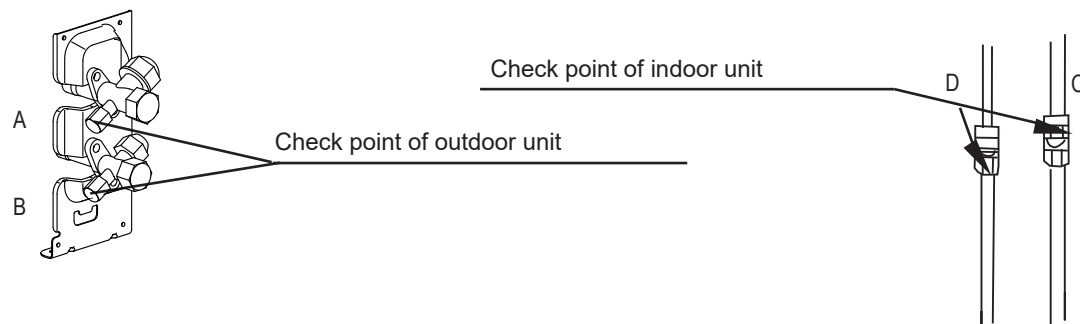 Check point of indoor unit
D
C
A
Check point of outdoor unit
B